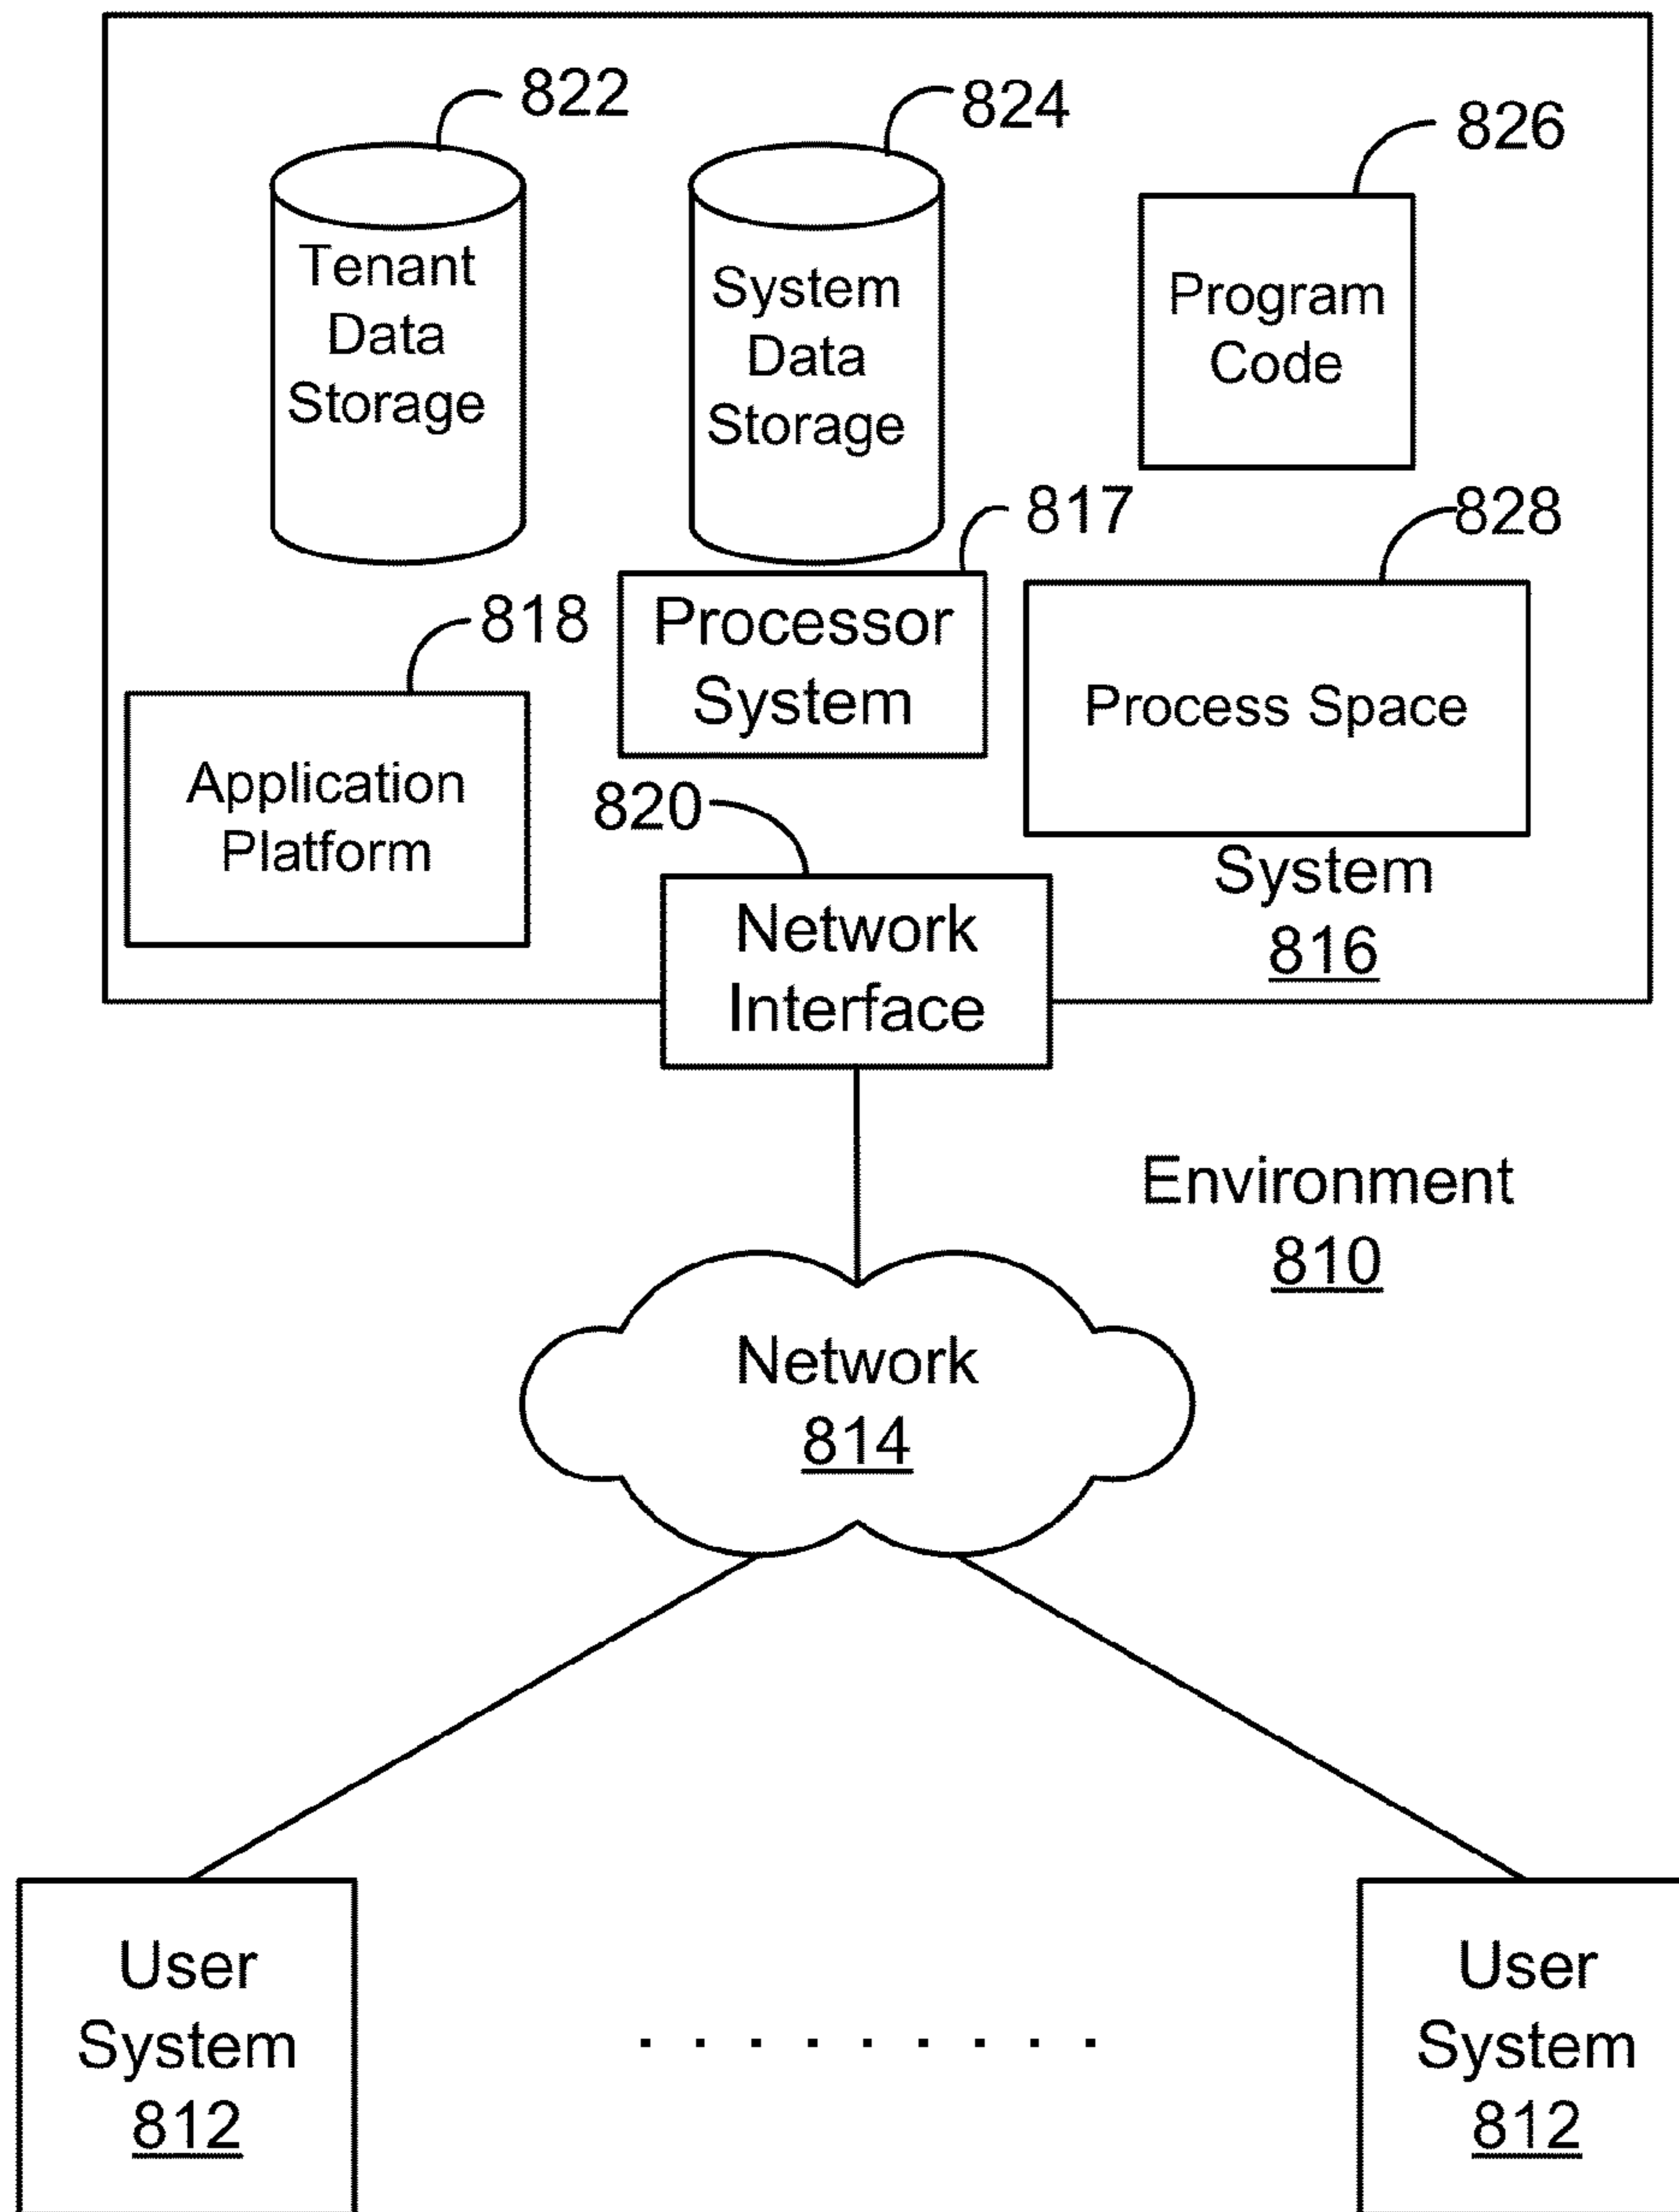 822
824
826
Tenant
Data
Storage
System
Data
Storage
Program
Code
817
828
818
Processor
System
Process Space
Application
Platform
820
System
816
Network
Interface
Environment
810
Network
814
User
System
812
. . . . . . . . .
User
System
812